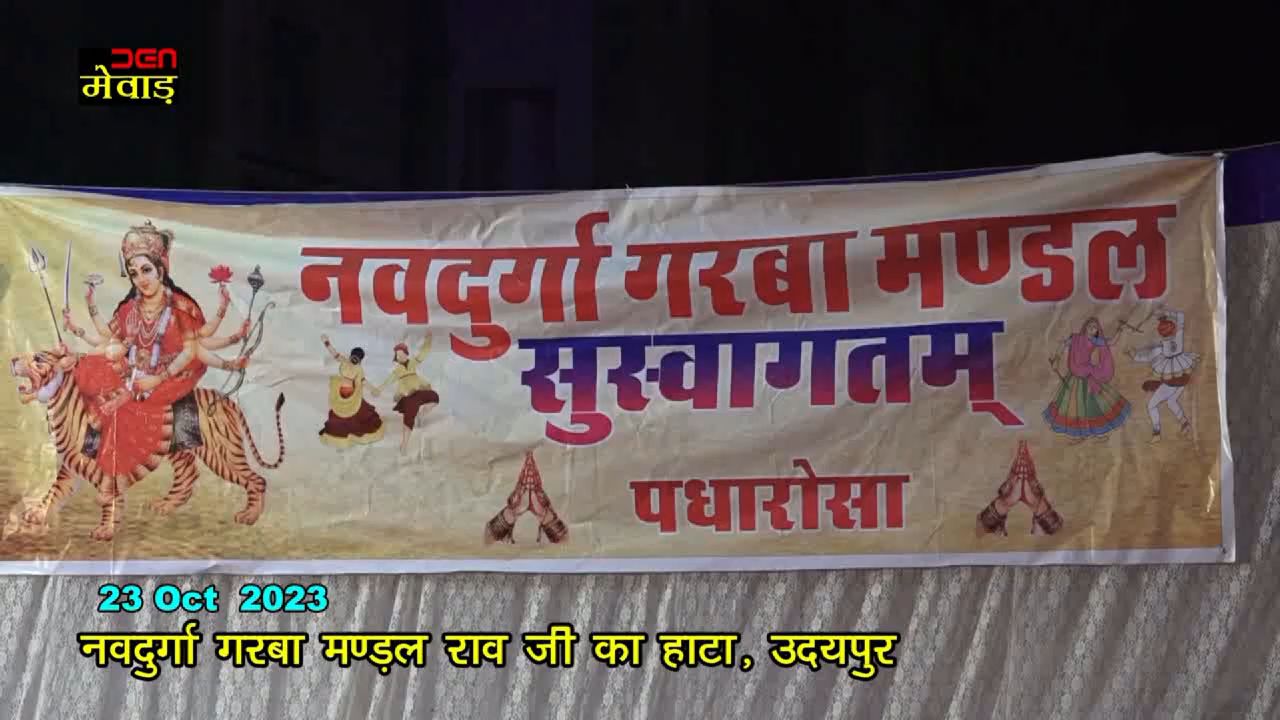 DEN
मेवाड़
नवदुर्गा गरबा मण्डल
सुस्वागतम्
पधारोसा
23 Oct 2023
नवदुर्गा गरबा मण्ड़ल राव जी का हाटा, उदयपुर